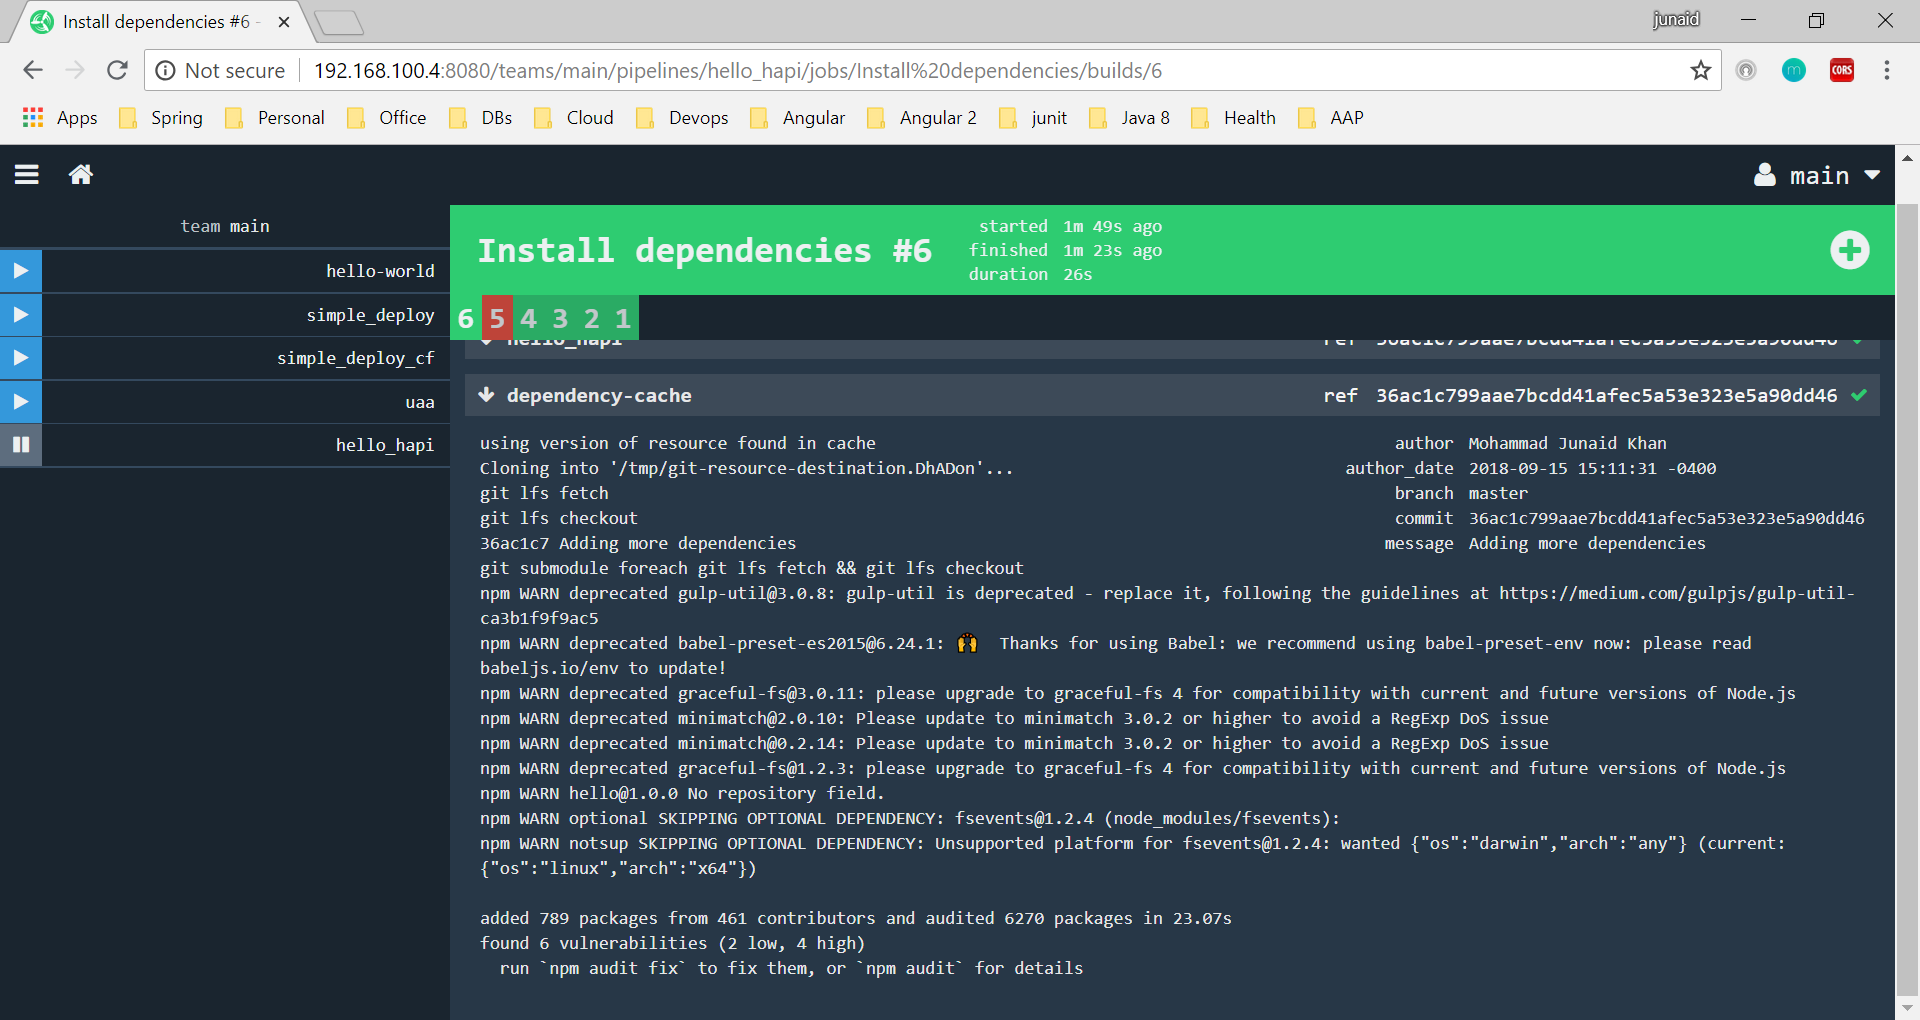 Install dependencies #6 -
junaid
Not secure
192.168.100.4:8080/teams/main/pipelines/hello_hapi/jobs/Install%20dependencies/builds/6
m
CORS
Apps Spring Personal Office DBs Cloud Devops Angular Angular 2 junit Java 8 Health AAP
main
team main
hello-world
simple_deploy
simple_deploy_cf
uaa
hello_hapi
Install dependencies #6
started 1m 49s ago
finished 1m 23s ago
duration 26s
6 5 4 3 2 1
hello_hapi ref 36ac1c799aae7bcdd41afec5a53e323e5a90dd46
dependency-cache ref 36ac1c799aae7bcdd41afec5a53e323e5a90dd46
using version of resource found in cache
Cloning into '/tmp/git-resource-destination.DhADon'...
git lfs fetch
git lfs checkout
36ac1c7 Adding more dependencies
git submodule foreach git lfs fetch && git lfs checkout
author Mohammad Junaid Khan
author_date 2018-09-15 15:11:31 -0400
branch master
commit 36ac1c799aae7bcdd41afec5a53e323e5a90dd46
message Adding more dependencies
npm WARN deprecated gulp-util@3.0.8: gulp-util is deprecated - replace it, following the guidelines at https://medium.com/gulpjs/gulp-util-
ca3b1f9f9ac5
npm WARN deprecated babel-preset-es2015@6.24.1: 🙌 Thanks for using Babel: we recommend using babel-preset-env now: please read
babeljs.io/env to update!
npm WARN deprecated graceful-fs@3.0.11: please upgrade to graceful-fs 4 for compatibility with current and future versions of Node.js
npm WARN deprecated minimatch@2.0.10: Please update to minimatch 3.0.2 or higher to avoid a RegExp DoS issue
npm WARN deprecated minimatch@0.2.14: Please update to minimatch 3.0.2 or higher to avoid a RegExp DoS issue
npm WARN deprecated graceful-fs@1.2.3: please upgrade to graceful-fs 4 for compatibility with current and future versions of Node.js
npm WARN hello@1.0.0 No repository field.
npm WARN optional SKIPPING OPTIONAL DEPENDENCY: fsevents@1.2.4 (node_modules/fsevents):
npm WARN notsup SKIPPING OPTIONAL DEPENDENCY: Unsupported platform for fsevents@1.2.4: wanted {"os":"darwin","arch":"any"} (current:
{"os":"linux","arch":"x64"})
added 789 packages from 461 contributors and audited 6270 packages in 23.07s
found 6 vulnerabilities (2 low, 4 high)
run `npm audit fix` to fix them, or `npm audit` for details